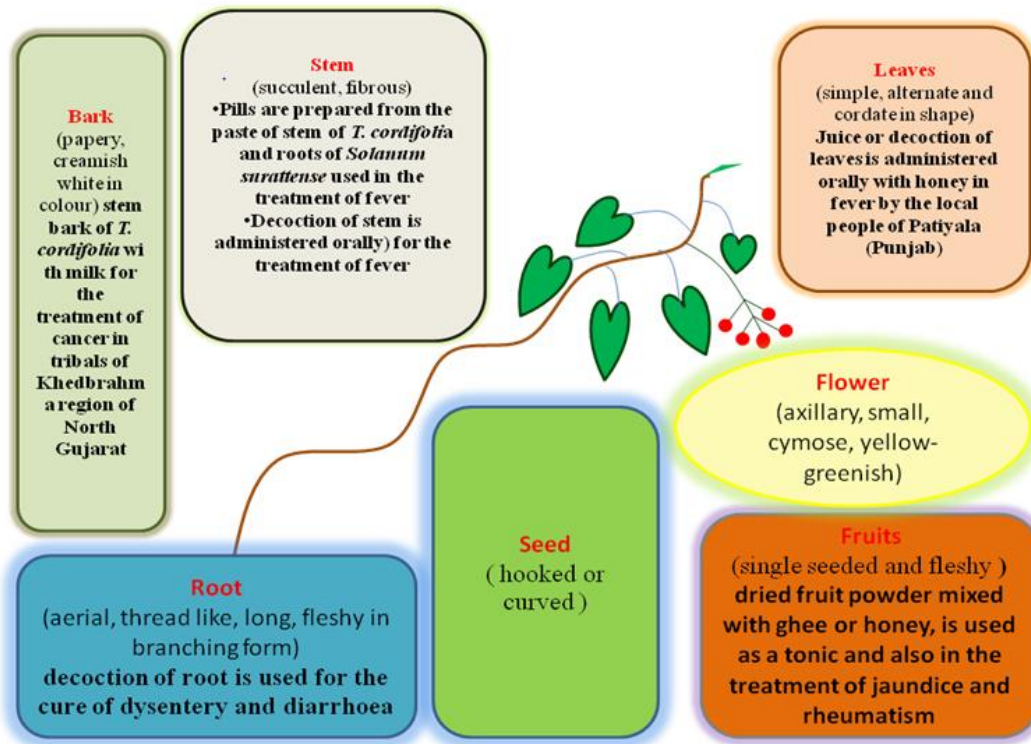 Bark
(papery,
creamish
white in
colour) stem
bark of T.
cordifolia wi
th milk for
the
treatment of
cancer in
tribals of
Khedbrahm
a region of
North
Gujarat
Stem
(succulent, fibrous)
•Pills are prepared from the
paste of stem of T. cordifolia
and roots of Solanum
surattense used in the
treatment of fever
•Decoction of stem is
administered orally) for the
treatment of fever
Leaves
(simple, alternate and
cordate in shape)
Juice or decoction of
leaves is administered
orally with honey in
fever by the local
people of Patiyala
(Punjab)
Flower
(axillary, small,
cymose, yellow-
greenish)
Root
(aerial, thread like, long, fleshy in
branching form)
decoction of root is used for the
cure of dysentery and diarrhoea
Seed
( hooked or
curved )
Fruits
(single seeded and fleshy )
dried fruit powder mixed
with ghee or honey, is used
as a tonic and also in the
treatment of jaundice and
rheumatism